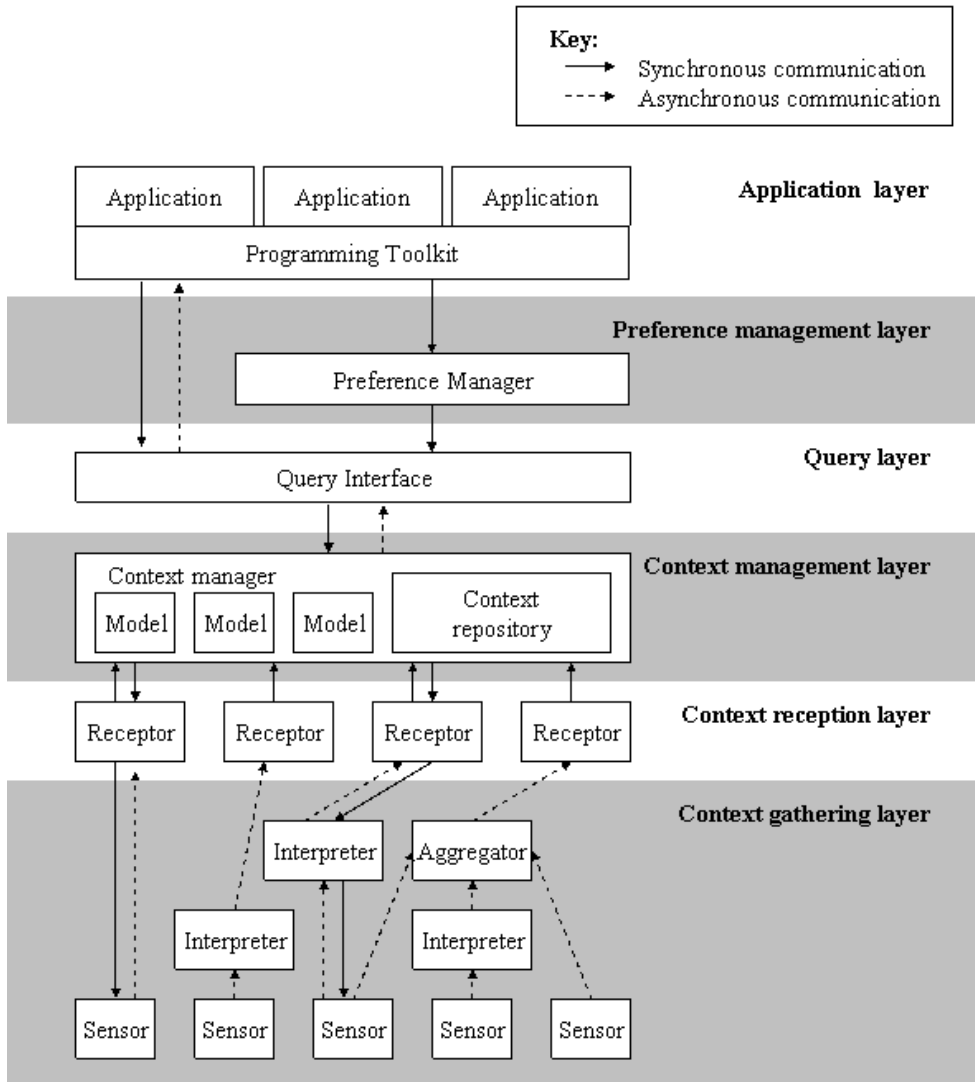 Key:
Synchronous communication
Asynchronous communication
Application layer
Application
Application
Application
Programming Toolkit
Preference management layer
Preference Manager
Query layer
Query Interface
Context management layer
Context manager
Model
Model
Model
Context
repository
Context reception layer
Receptor
Receptor
Receptor
Receptor
Context gathering layer
Interpreter
Aggregator
Interpreter
Interpreter
Sensor
Sensor
Sensor
Sensor
Sensor